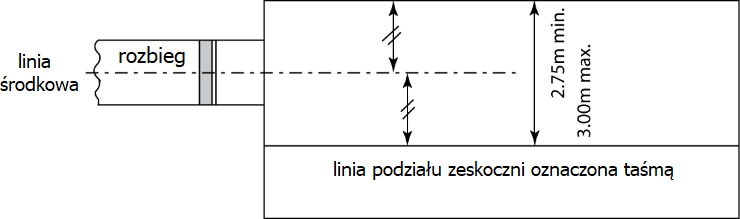 linia
środkowa
rozbieg
2.75m min.
3.00m max.
linia podziału zeskoczni oznaczona taśmą